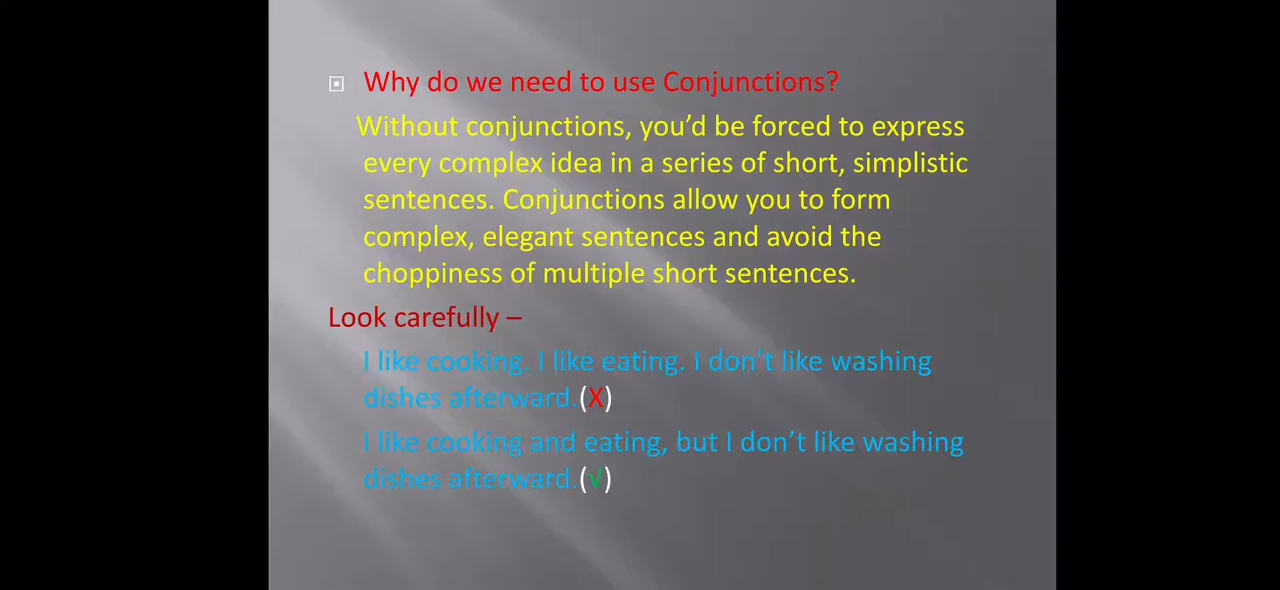 Why do we need to use Conjunctions?
Without conjunctions, you’d be forced to express
every complex idea in a series of short, simplistic
sentences. Conjunctions allow you to form
complex, elegant sentences and avoid the
choppiness of multiple short sentences.
Look carefully –
I like cooking. I like eating. I don’t like washing
dishes afterward.(X)
I like cooking and eating, but I don’t like washing
dishes afterward.(√)